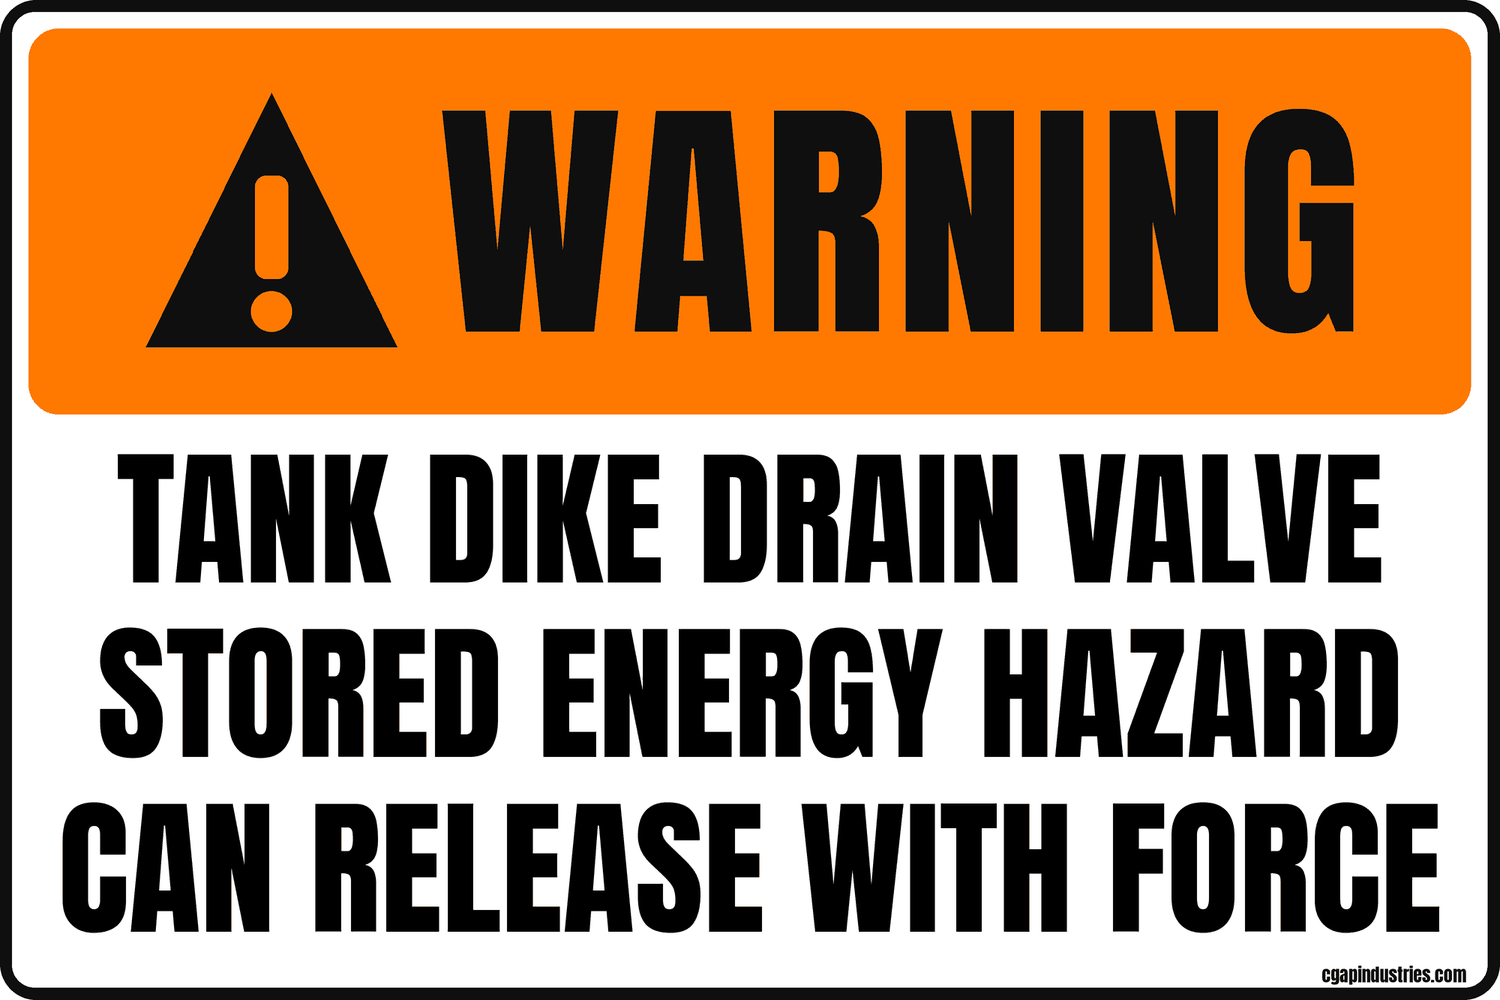 WARNING
TANK DIKE DRAIN VALVE
STORED ENERGY HAZARD
CAN RELEASE WITH FORCE
cgapindustries.com